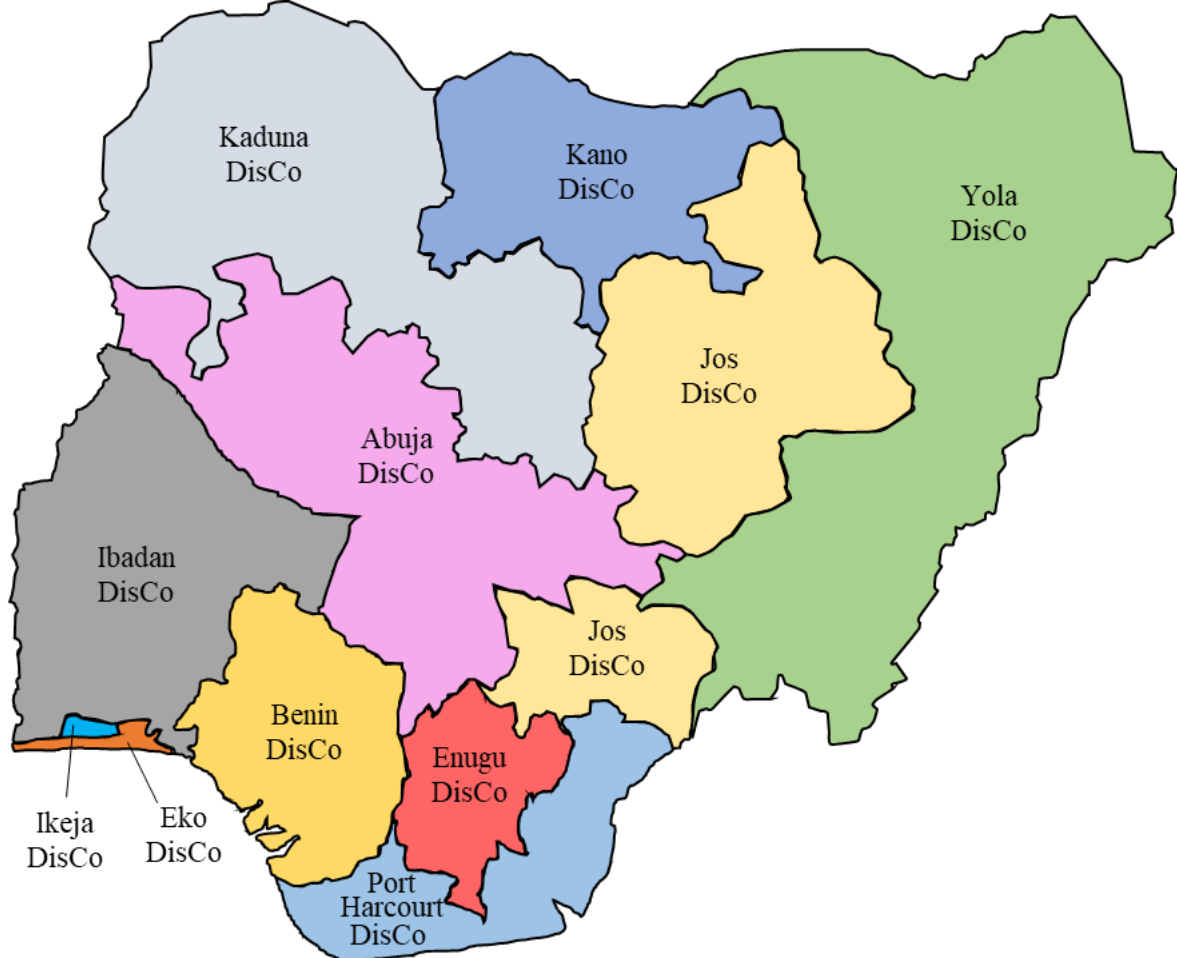 Kaduna
DisCo
Kano
DisCo
Yola
DisCo
Jos
DisCo
Abuja
DisCo
Ibadan
DisCo
Jos
DisCo
Benin
DisCo
Enugu
DisCo
Ikeja
DisCo
Eko
DisCo
Port
Harcourt
DisCo